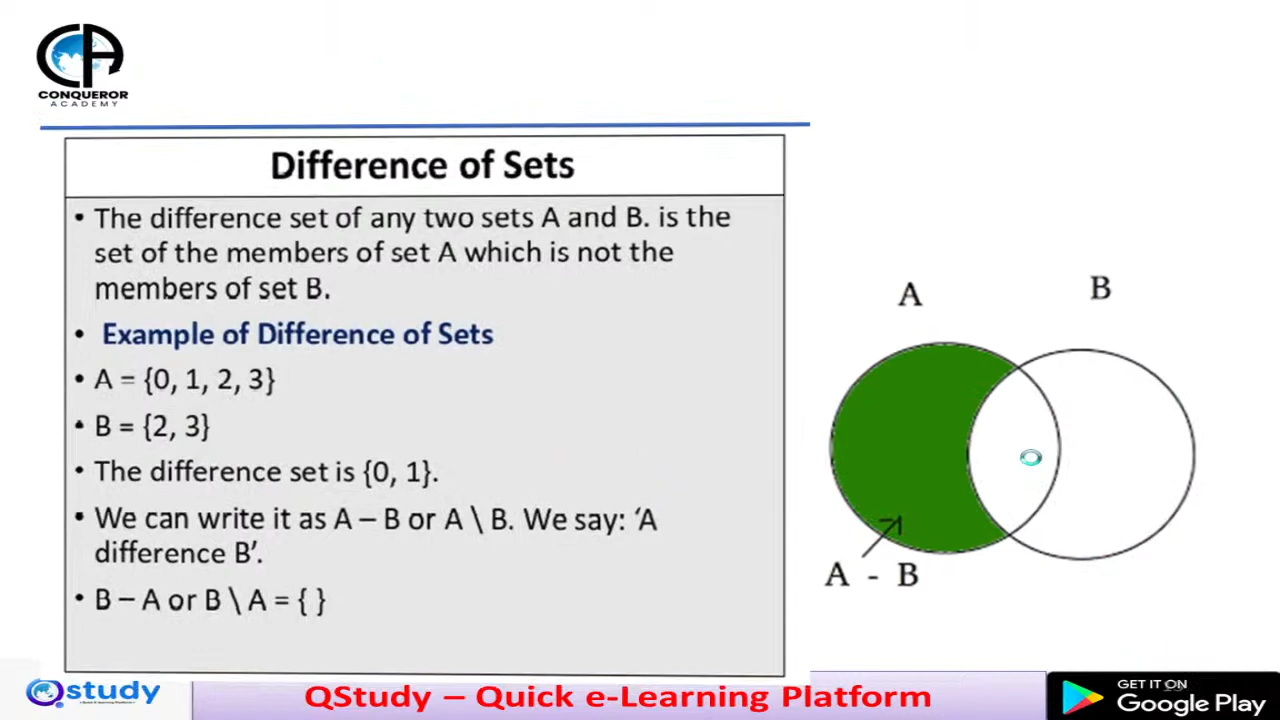 CONQUEROR
ACADEMY
Difference of Sets
• The difference set of any two sets A and B. is the
set of the members of set A which is not the
members of set B.
• Example of Difference of Sets
• A = {0, 1, 2, 3}
• B = {2, 3}
• The difference set is {0, 1}.
• We can write it as A – B or A \ B. We say: ‘A
difference B’.
• B – A or B \ A = { }
A
B
A - B
Qstudy
QStudy – Quick e-Learning Platform
GET IT ON
Google Play